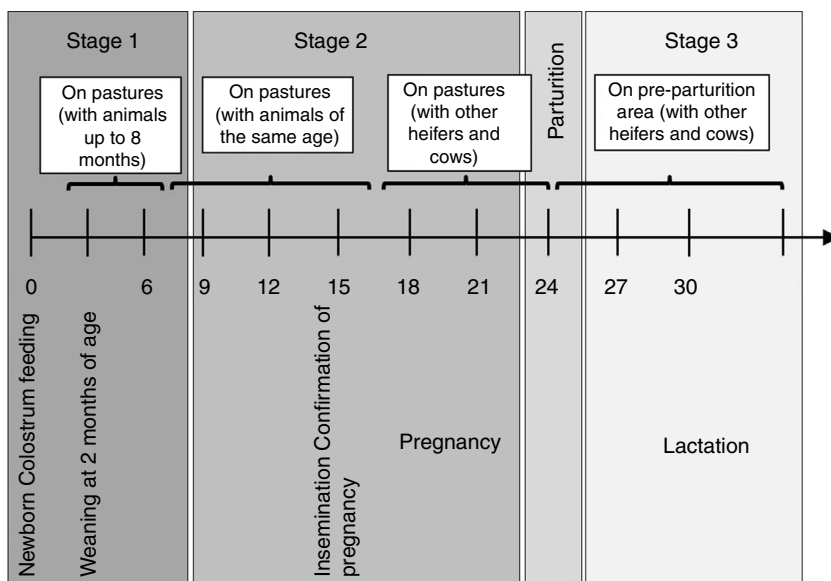 Stage 1
Stage 2
Parturition
Stage 3
On pastures
(with animals
up to 8
months)
On pastures
(with animals of
the same age)
On pastures
(with other
heifers and
cows)
On pre-parturition
area (with other
heifers and cows)
0
6
9
12
15
18
21
24
27
30
Newborn Colostrum feeding
Weaning at 2 months of age
Insemination Confirmation of
pregnancy
Pregnancy
Lactation